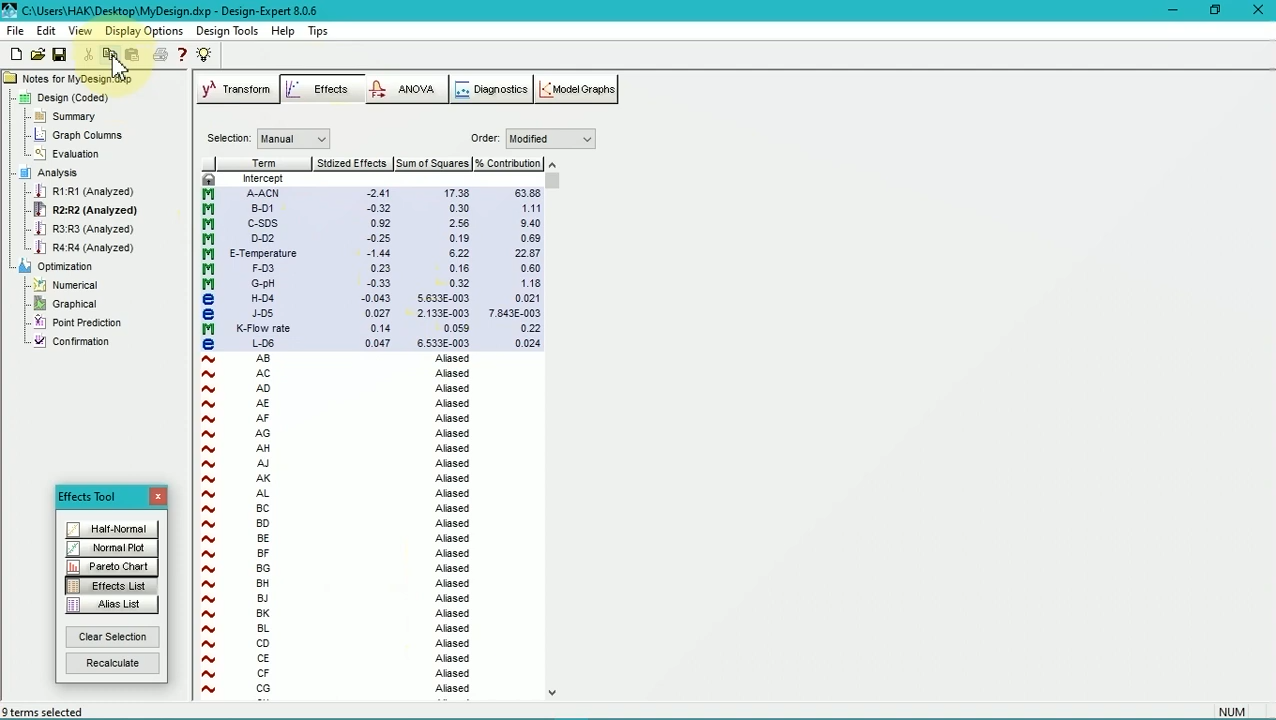 C:\Users\HAK\Desktop\MyDesign.dxp - Design-Expert 8.0.6
File Edit View Display Options Design Tools Help Tips
Notes for MyDesign.dxp
Design (Coded)
Summary
Graph Columns
Evaluation
Analysis
R1:R1 (Analyzed)
R2:R2 (Analyzed)
R3:R3 (Analyzed)
R4:R4 (Analyzed)
Optimization
Numerical
Graphical
Point Prediction
Confirmation
Effects Tool
Half-Normal
Normal Plot
Pareto Chart
Effects List
Alias List
Clear Selection
Recalculate
yλ Transform Effects ANOVA Diagnostics Model Graphs
Selection: Manual Order: Modified
Term Stdized Effects Sum of Squares % Contribution
Intercept
M A-ACN -2.41 17.38 63.88
M B-D1 -0.32 0.30 1.11
M C-SDS 0.92 2.56 9.40
M D-D2 -0.25 0.19 0.69
M E-Temperature -1.44 6.22 22.87
M F-D3 0.23 0.16 0.60
M G-pH -0.33 0.32 1.18
e H-D4 -0.043 5.633E-003 0.021
e J-D5 0.027 2.133E-003 7.843E-003
M K-Flow rate 0.14 0.059 0.22
e L-D6 0.047 6.533E-003 0.024
AB Aliased
AC Aliased
AD Aliased
AE Aliased
AF Aliased
AG Aliased
AH Aliased
AJ Aliased
AK Aliased
AL Aliased
BC Aliased
BD Aliased
BE Aliased
BF Aliased
BG Aliased
BH Aliased
BJ Aliased
BK Aliased
BL Aliased
CD Aliased
CE Aliased
CF Aliased
CG Aliased
9 terms selected NUM